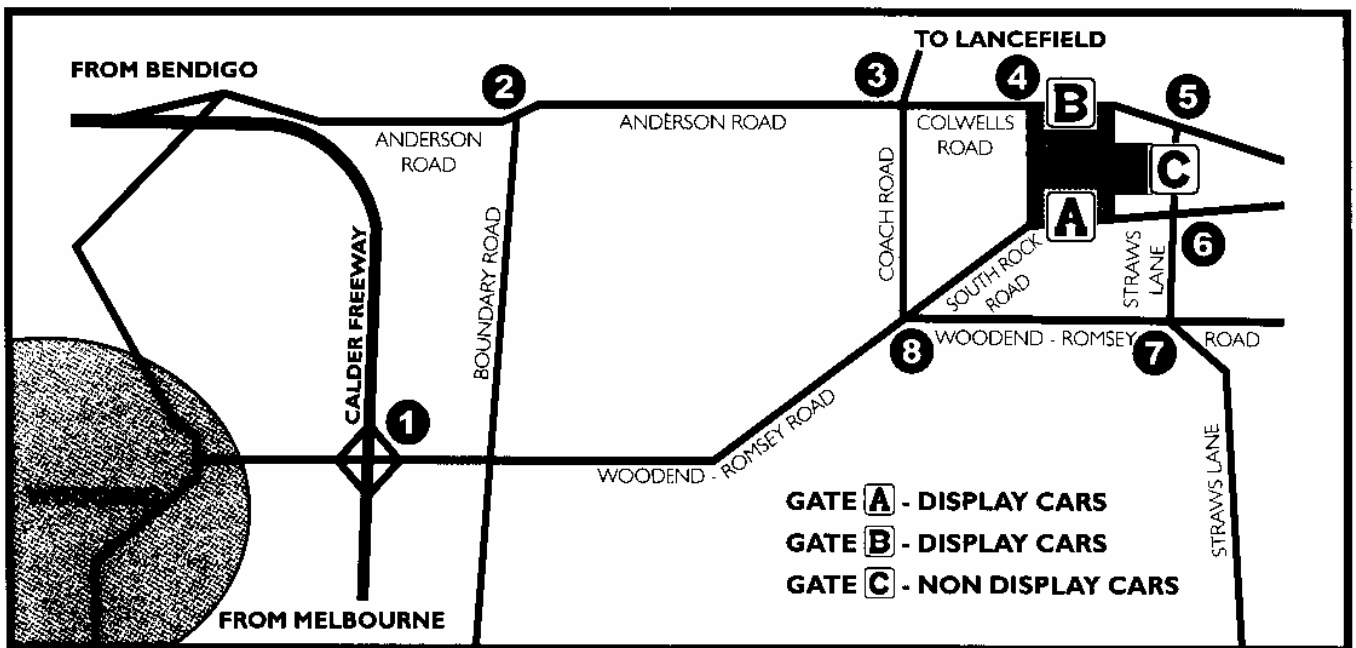 TO LANCEFIELD
FROM BENDIGO
2
3
4
B
5
ANDERSON
ROAD
ANDERSON ROAD
COLWELLS
ROAD
C
A
COACH ROAD
SOUTH ROCK
ROAD
STRAWS
LANE
6
CALDER FREEWAY
BOUNDARY ROAD
8
WOODEND - ROMSEY
ROAD
7
1
WOODEND - ROMSEY ROAD
WOODEND
STRAWS LANE
GATE A - DISPLAY CARS
GATE B - DISPLAY CARS
GATE C - NON DISPLAY CARS
FROM MELBOURNE